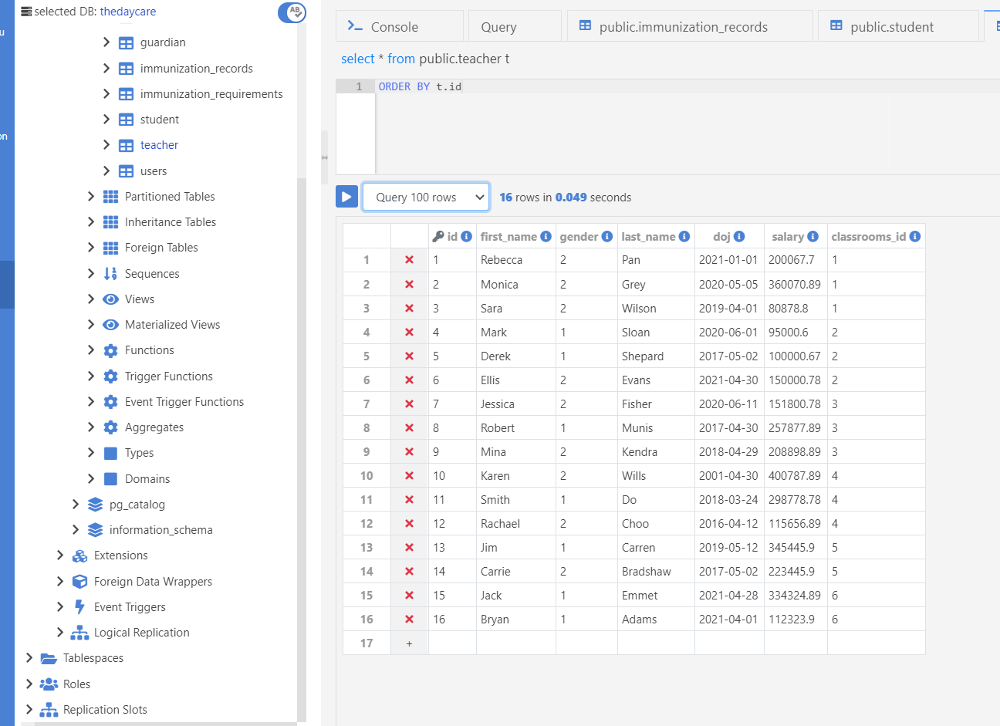 selected DB: thedaycare
AB
u
on
guardian
immunization_records
immunization_requirements
student
teacher
users
Partitioned Tables
Inheritance Tables
Foreign Tables
Sequences
Views
Materialized Views
Functions
Trigger Functions
Event Trigger Functions
Aggregates
Types
Domains
pg_catalog
information_schema
Extensions
Foreign Data Wrappers
Event Triggers
Logical Replication
Tablespaces
Roles
Replication Slots
Console Query public.immunization_records public.student
select * from public.teacher t
1 ORDER BY t.id
Query 100 rows 16 rows in 0.049 seconds
id first_name gender last_name doj salary classrooms_id
1 1 Rebecca 2 Pan 2021-01-01 200067.7 1
2 2 Monica 2 Grey 2020-05-05 360070.89 1
3 3 Sara 2 Wilson 2019-04-01 80878.8 1
4 4 Mark 1 Sloan 2020-06-01 95000.6 2
5 5 Derek 1 Shepard 2017-05-02 100000.67 2
6 6 Ellis 2 Evans 2021-04-30 150000.78 2
7 7 Jessica 2 Fisher 2020-06-11 151800.78 3
8 8 Robert 1 Munis 2017-04-30 257877.89 3
9 9 Mina 2 Kendra 2018-04-29 208898.89 3
10 10 Karen 2 Wills 2001-04-30 400787.89 4
11 11 Smith 1 Do 2018-03-24 298778.78 4
12 12 Rachael 2 Choo 2016-04-12 115656.89 4
13 13 Jim 1 Carren 2019-05-12 345445.9 5
14 14 Carrie 2 Bradshaw 2017-05-02 223445.9 5
15 15 Jack 1 Emmet 2021-04-28 334324.89 6
16 16 Bryan 1 Adams 2021-04-01 112323.9 6
17 +